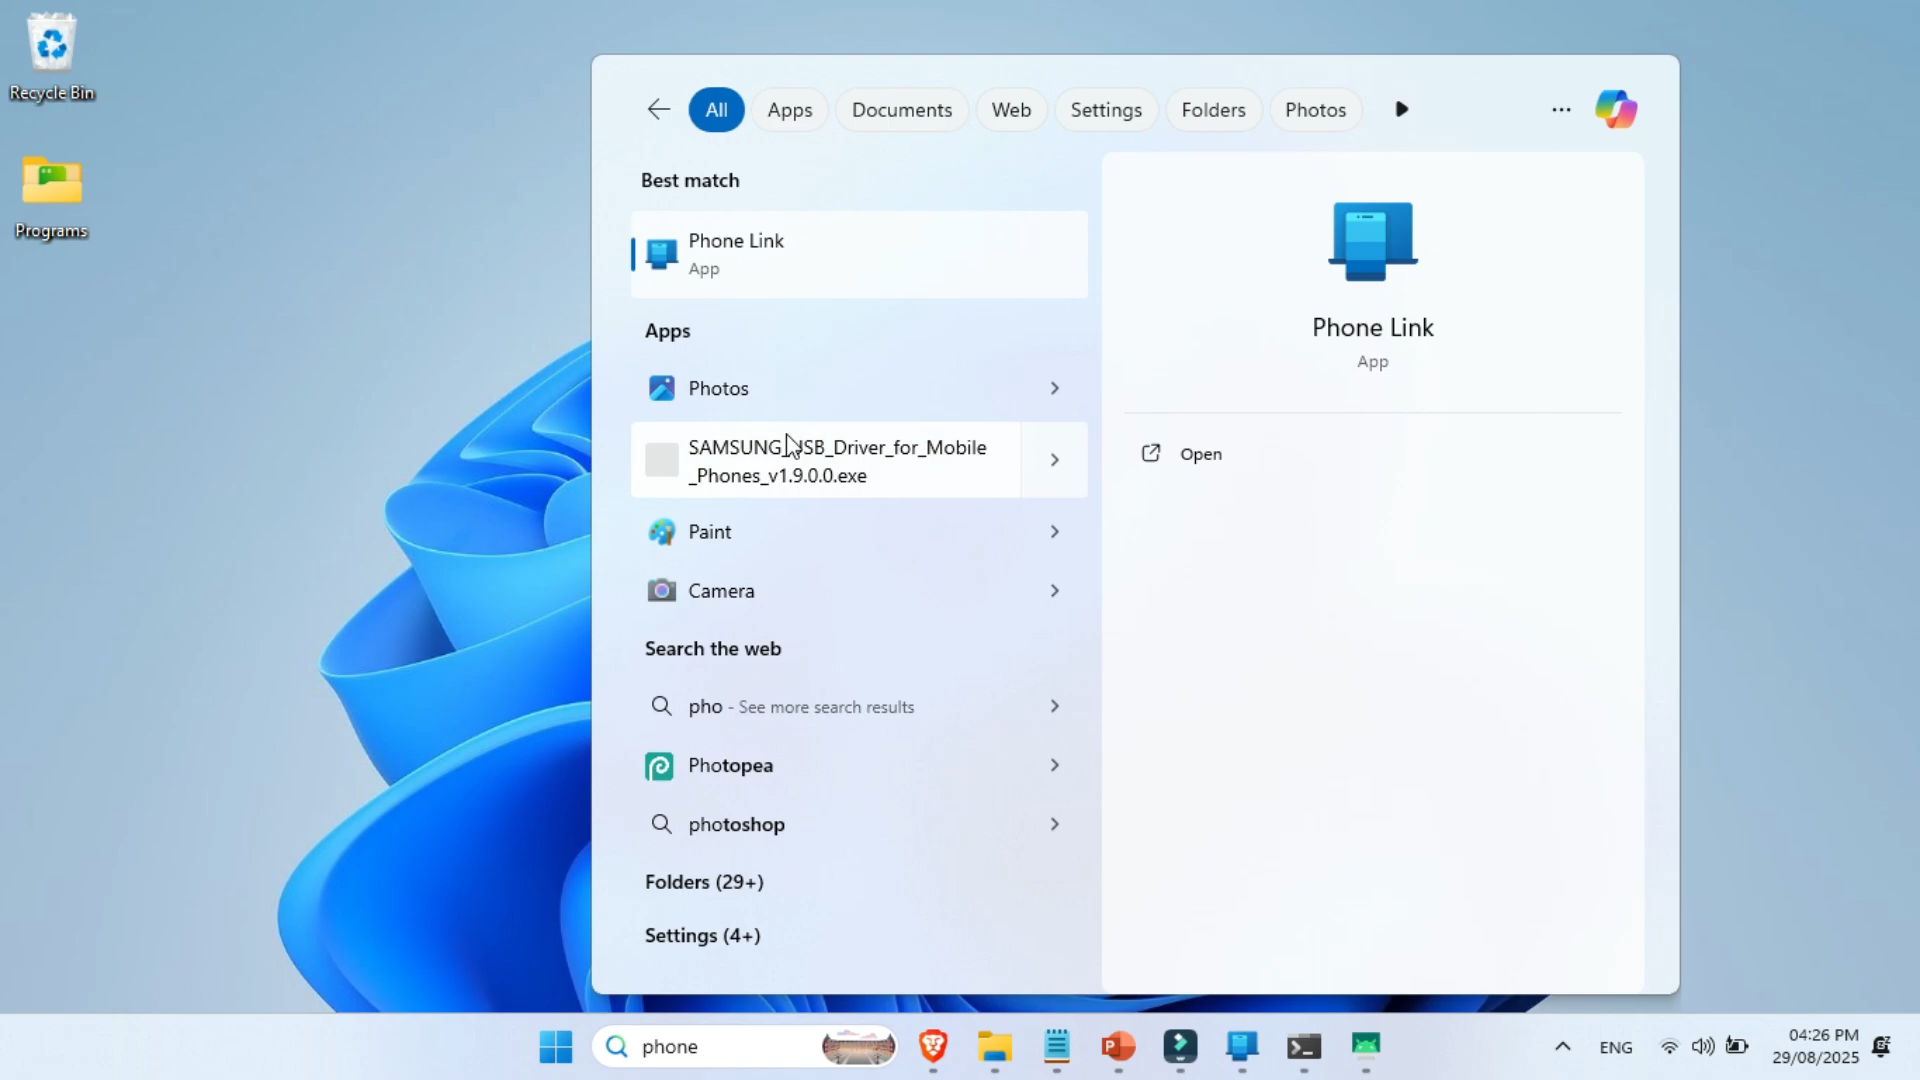 Recycle Bin
Programs
All
Apps
Documents
Web
Settings
Folders
Photos
Best match
Phone Link
App
Apps
Photos
SAMSUNG_USB_Driver_for_Mobile
_Phones_v1.9.0.0.exe
Paint
Camera
Search the web
pho - See more search results
Photopea
photoshop
Folders (29+)
Settings (4+)
Phone Link
App
Open
phone
ENG
04:26 PM
29/08/2025